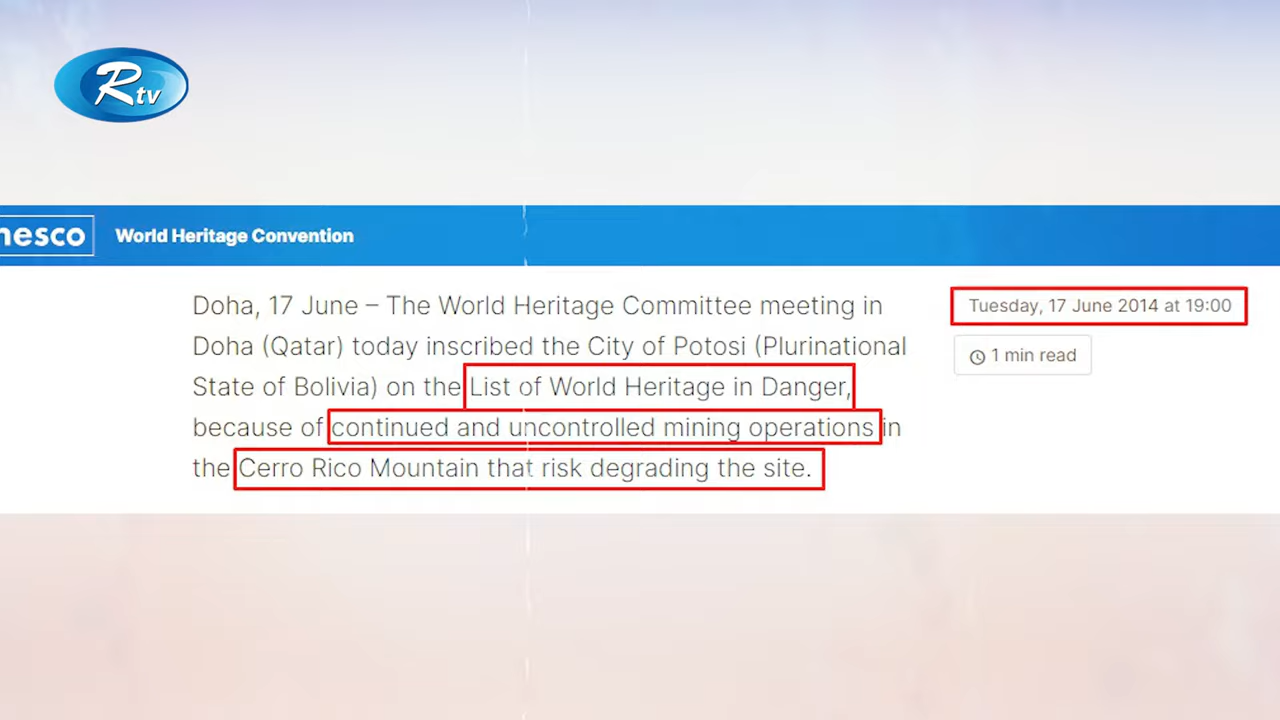 Rtv
nesco
World Heritage Convention
Doha, 17 June – The World Heritage Committee meeting in
Doha (Qatar) today inscribed the City of Potosi (Plurinational
State of Bolivia) on the List of World Heritage in Danger,
because of continued and uncontrolled mining operations in
the Cerro Rico Mountain that risk degrading the site.
Tuesday, 17 June 2014 at 19:00
1 min read